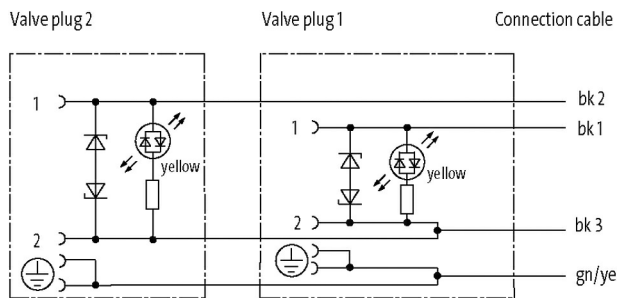 Valve plug 2 Valve plug 1 Connection cable
1 bk 2
1 bk 1
yellow
yellow
2 bk 3
2
gn/ye